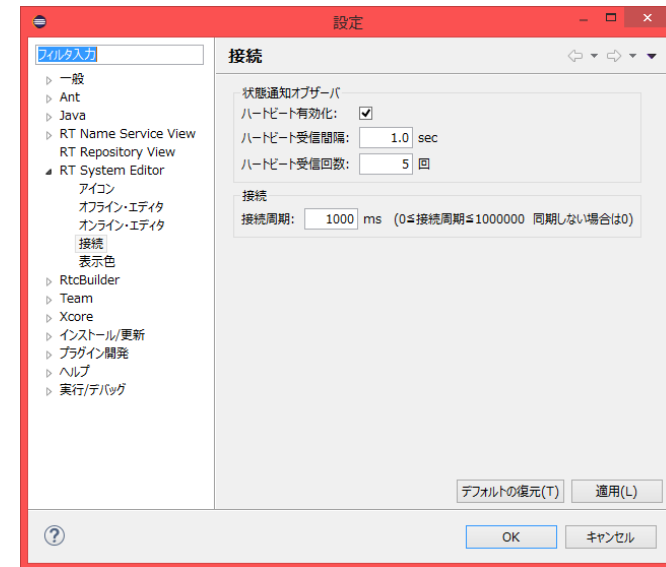 設定
フィルタ入力
接続
一般
Ant
Java
RT Name Service View
RT Repository View
RT System Editor
アイコン
オフライン・エディタ
オンライン・エディタ
接続
表示色
RtcBuilder
Team
Xcore
インストール/更新
プラグイン開発
ヘルプ
実行/デバッグ
状態通知オブザーバ
ハートビート有効化:
ハートビート受信間隔: 1.0 sec
ハートビート受信回数: 5 回
接続
接続周期: 1000 ms (0≦接続周期≦1000000 同期しない場合は0)
デフォルトの復元(T) 適用(L)
OK キャンセル